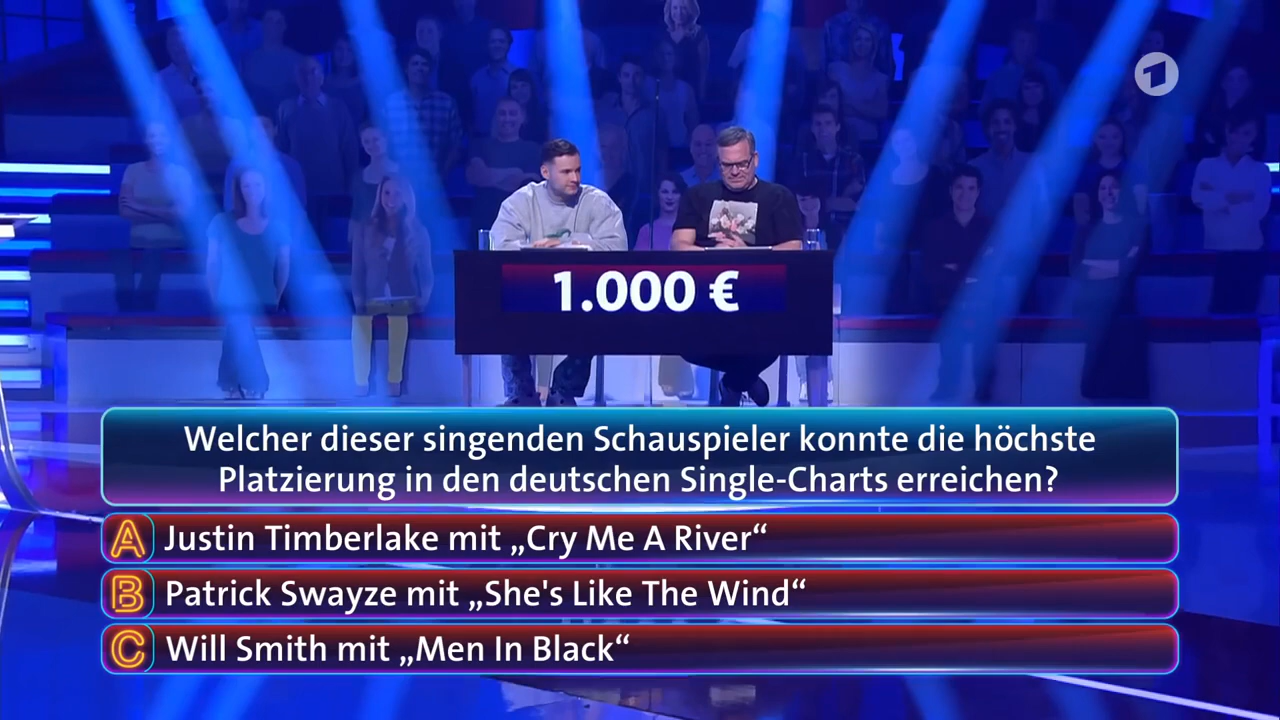 1
1.000 €
Welcher dieser singenden Schauspieler konnte die höchste
Platzierung in den deutschen Single-Charts erreichen?
A Justin Timberlake mit „Cry Me A River“
B Patrick Swayze mit „She's Like The Wind“
C Will Smith mit „Men In Black“